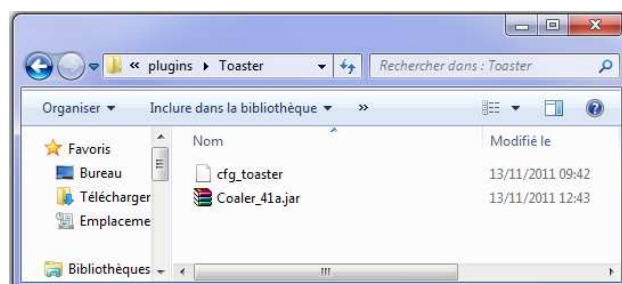 « plugins ▸ Toaster
Rechercher dans : Toaster
Organiser ▾ Inclure dans la bibliothèque ▾ »
Favoris
Bureau
Télécharger
Emplaceme
Bibliothèques
Nom Modifié le
cfg_toaster 13/11/2011 09:42
Coaler_41a.jar 13/11/2011 12:43